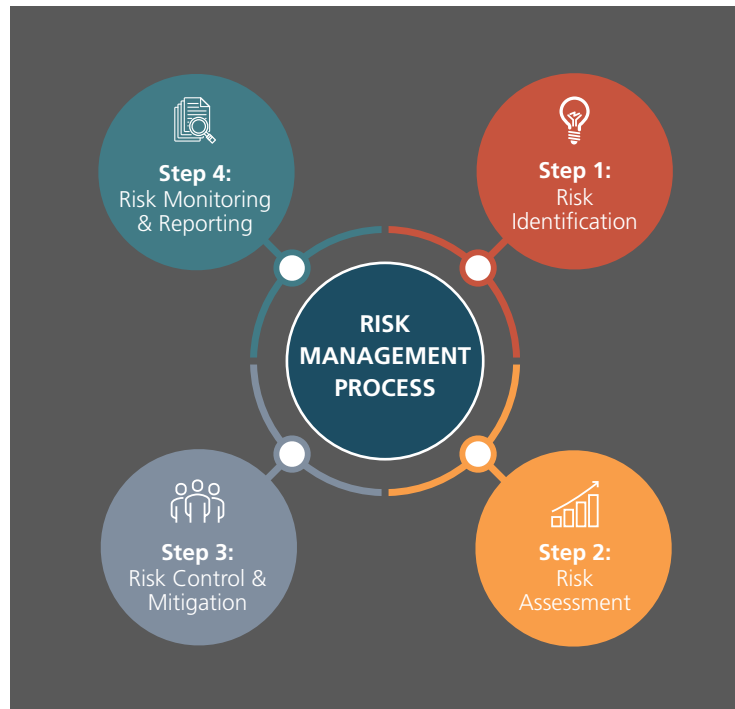 Step 4:
Risk Monitoring
& Reporting
Step 1:
Risk
Identification
RISK
MANAGEMENT
PROCESS
Step 3:
Risk Control &
Mitigation
Step 2:
Risk
Assessment